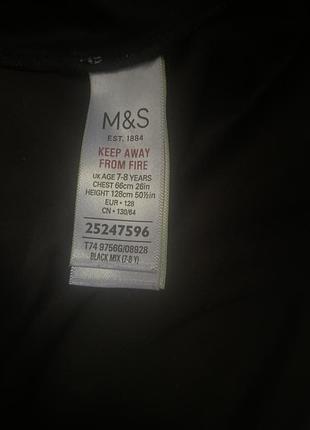 M&S
EST. 1884
KEEP AWAY
FROM FIRE
UK AGE 7-8 YEARS
CHEST 66cm 26in
HEIGHT 128cm 50½in
EUR • 128
CN • 130/64
25247596
T74 9756G/08928
BLACK MIX (7-8 Y)